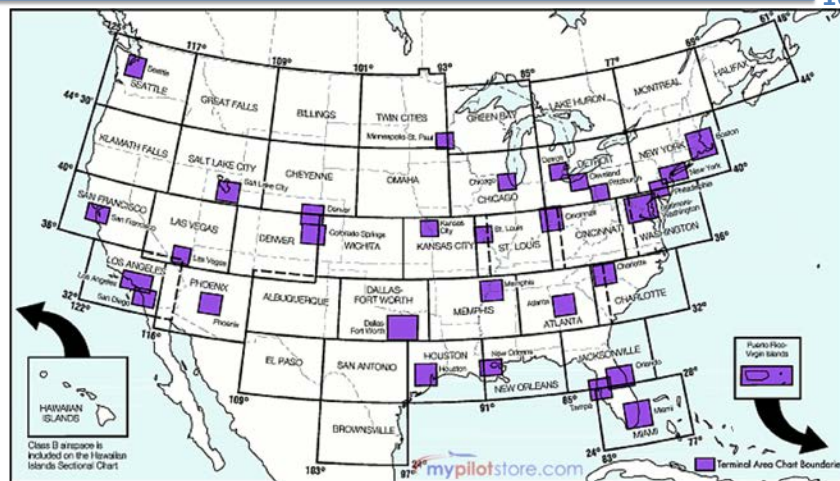 125°
117°
109°
101°
93°
85°
77°
69°
61°
48°
Seattle
SEATTLE
GREAT FALLS
BILLINGS
TWIN CITIES
Minneapolis-St. Paul
GREEN BAY
LAKE HURON
MONTREAL
HALIFAX
44°
44° 30'
KLAMATH FALLS
SALT LAKE CITY
Salt Lake City
CHEYENNE
OMAHA
Chicago
CHICAGO
Detroit
DETROIT
Cleveland
Pittsburgh
NEW YORK
Boston
New York
Philadelphia
40°
40°
SAN FRANCISCO
San Francisco
LAS VEGAS
Las Vegas
Denver
DENVER
Colorado Springs
WICHITA
Kansas
City
KANSAS CITY
St. Louis
ST. LOUIS
Cincinnati
CINCINNATI
Baltimore-
Washington
WASHINGTON
36°
36°
LOS ANGELES
Los Angeles
San Diego
PHOENIX
Phoenix
ALBUQUERQUE
DALLAS-
FORT WORTH
Dallas-
Fort Worth
MEMPHIS
Memphis
Atlanta
ATLANTA
Charlotte
CHARLOTTE
32°
32°
122°
116°
EL PASO
SAN ANTONIO
HOUSTON
Houston
New Orleans
NEW ORLEANS
JACKSONVILLE
Orlando
28°
109°
91°
85°
Tampa
Miami
MIAMI
BROWNSVILLE
24°
83°
77°
103°
97°
24°
HAWAIIAN
ISLANDS
Class B airspace is
included on the Hawaiian
Islands Sectional Chart
Puerto Rico-
Virgin Islands
mypilotstore.com
Terminal Area Chart Boundaries